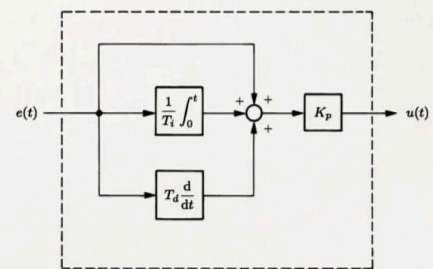 +
e(t) 1/T_i ∫_0^t + + K_p u(t)
+
T_d d/dt